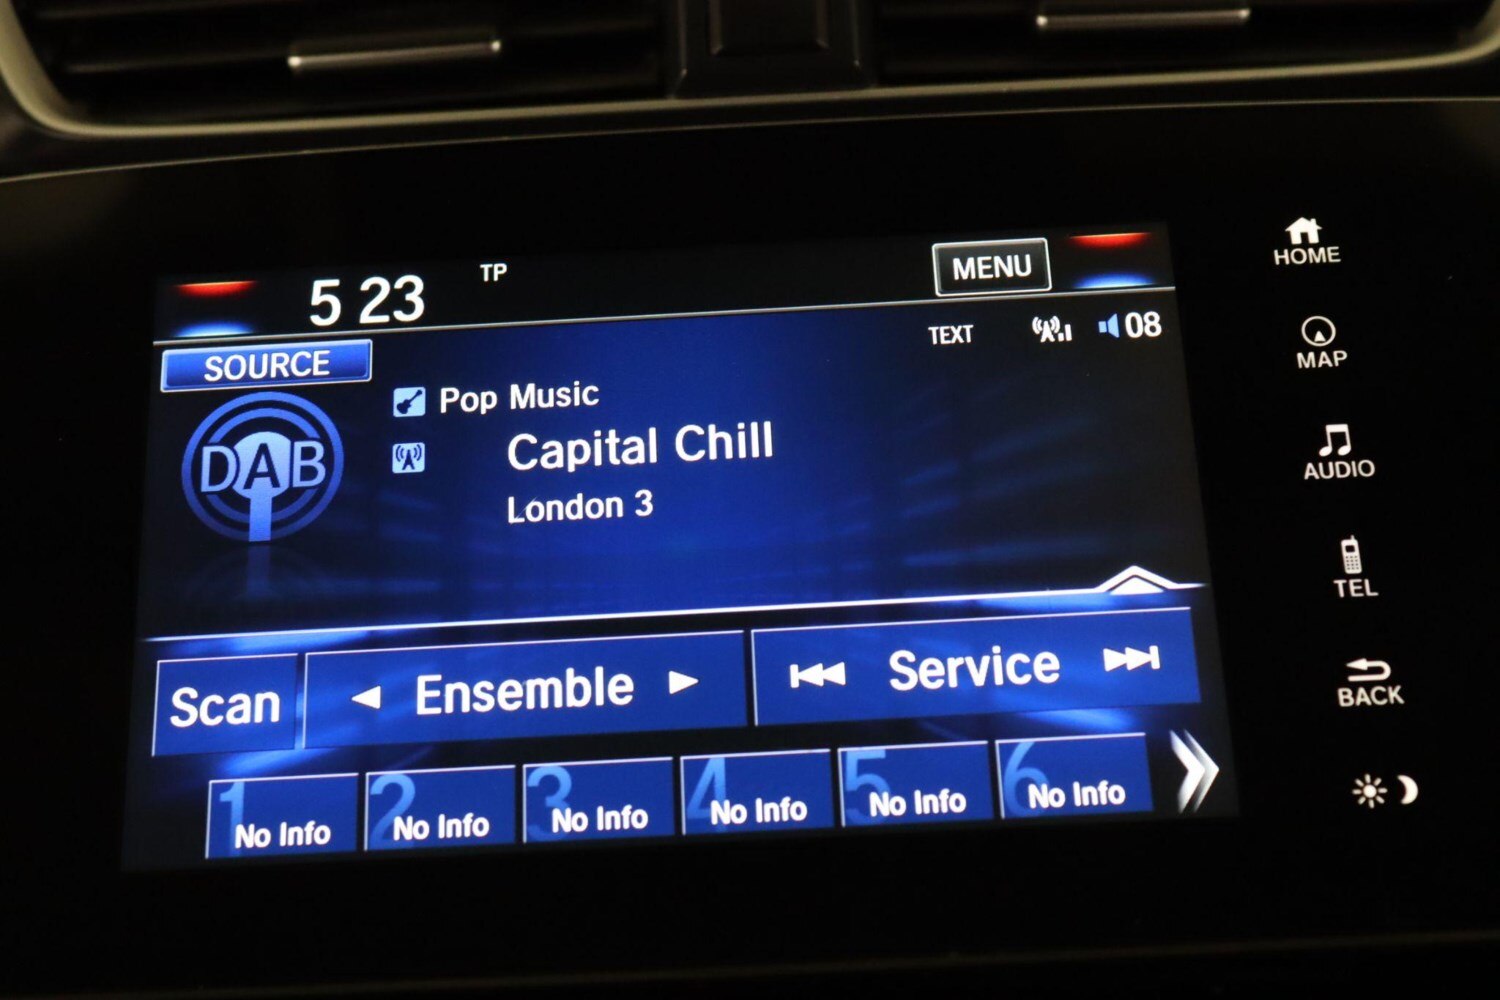 5 23
TP
MENU
HOME
SOURCE
TEXT
08
MAP
Pop Music
DAB
Capital Chill
London 3
AUDIO
TEL
Scan
Ensemble
Service
BACK
1 No Info
2 No Info
3 No Info
4 No Info
5 No Info
6 No Info